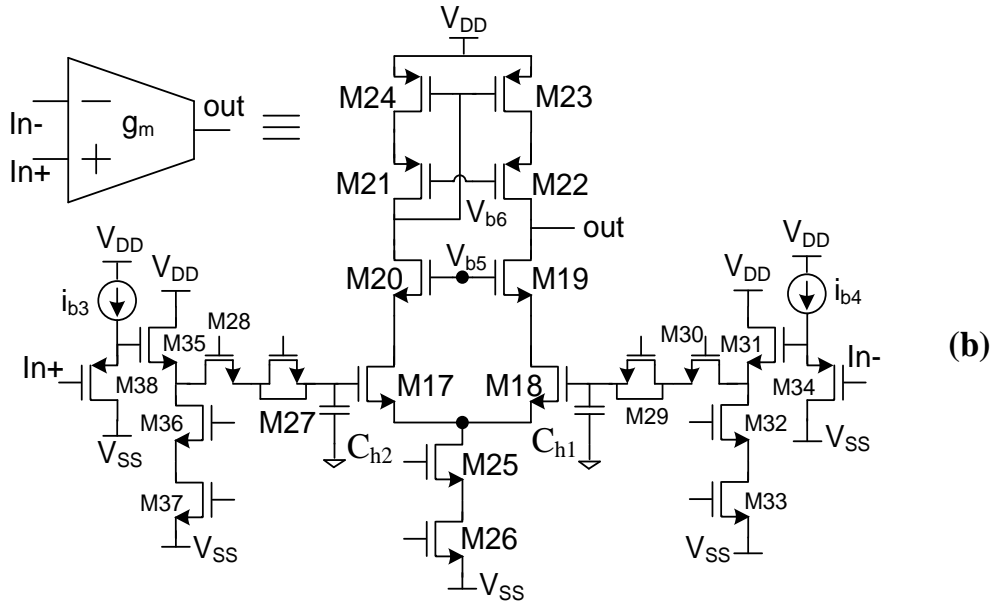 V_DD
M24
M23
out
In-
g_m
In+
M21
M22
V_b6
out
V_DD
V_DD
V_b5
V_DD
V_DD
M20
M19
i_b3
i_b4
M28
M30
M35
M31
In+
In-
(b)
M38
M17
M18
M34
M27
M29
M36
M32
V_SS
C_h2
C_h1
V_SS
M25
M37
M33
M26
V_SS
V_SS
V_SS